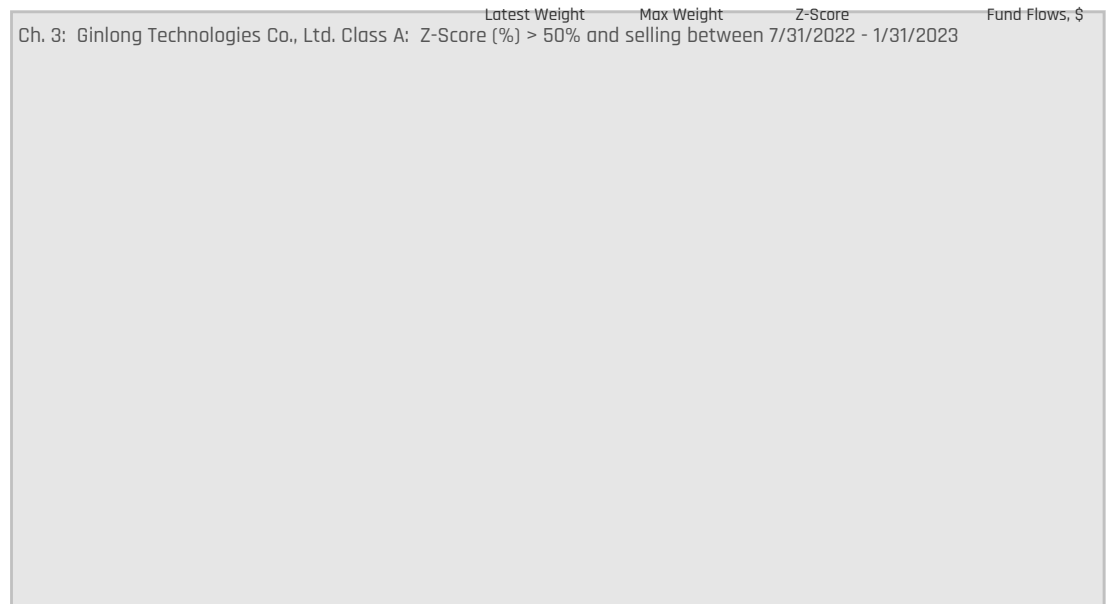 Latest Weight Max Weight Z-Score Fund Flows, $
Ch. 3: Ginlong Technologies Co., Ltd. Class A: Z-Score (%) > 50% and selling between 7/31/2022 - 1/31/2023